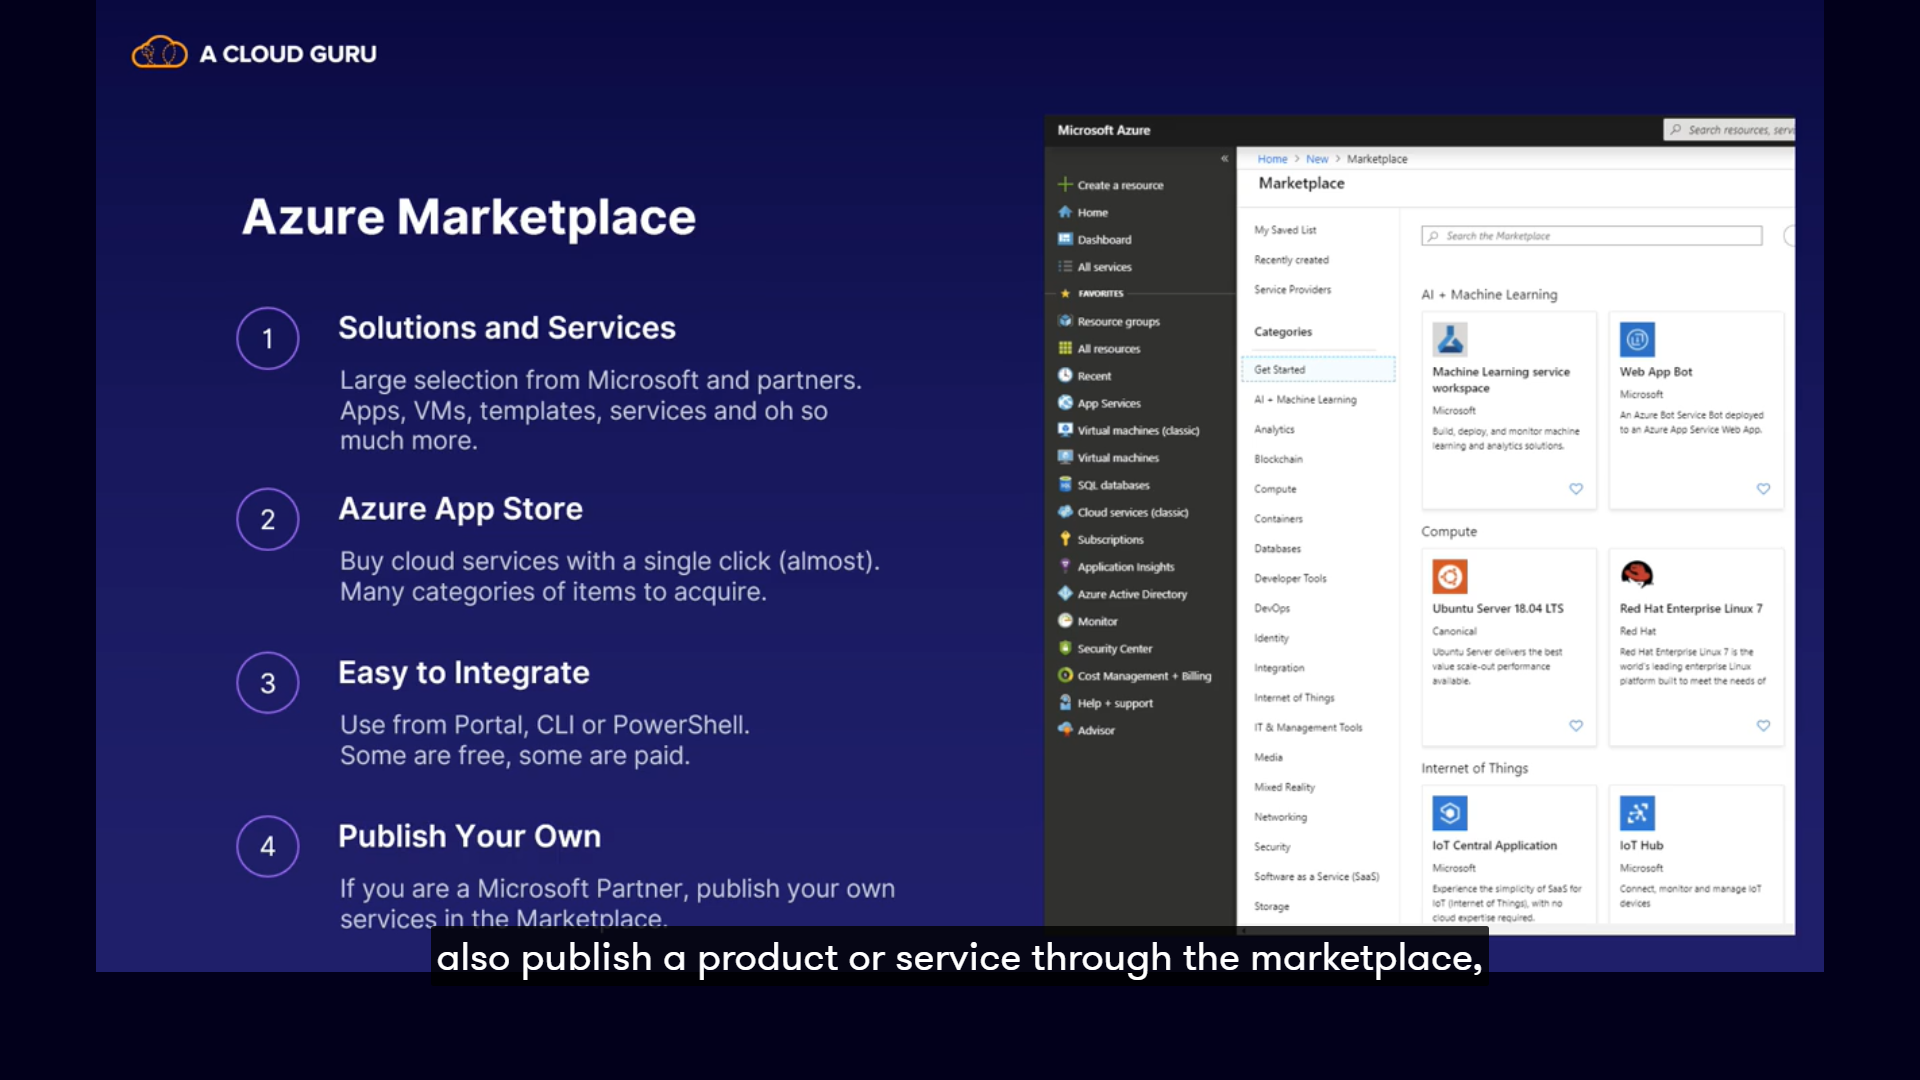 A CLOUD GURU
Azure Marketplace
1
Solutions and Services
Large selection from Microsoft and partners.
Apps, VMs, templates, services and oh so
much more.
2
Azure App Store
Buy cloud services with a single click (almost).
Many categories of items to acquire.
3
Easy to Integrate
Use from Portal, CLI or PowerShell.
Some are free, some are paid.
4
Publish Your Own
If you are a Microsoft Partner, publish your own
services in the Marketplace.
Microsoft Azure
Search resources, serv
«
Create a resource
Home
Dashboard
All services
FAVORITES
Resource groups
All resources
Recent
App Services
Virtual machines (classic)
Virtual machines
SQL databases
Cloud services (classic)
Subscriptions
Application Insights
Azure Active Directory
Monitor
Security Center
Cost Management + Billing
Help + support
Advisor
Home > New > Marketplace
Marketplace
My Saved List
Recently created
Service Providers
Categories
Get Started
AI + Machine Learning
Analytics
Blockchain
Compute
Containers
Databases
Developer Tools
DevOps
Identity
Integration
Internet of Things
IT & Management Tools
Media
Mixed Reality
Networking
Security
Software as a Service (SaaS)
Storage
Search the Marketplace
AI + Machine Learning
Machine Learning service
workspace
Microsoft
Build, deploy, and monitor machine
learning and analytics solutions.
Web App Bot
Microsoft
An Azure Bot Service Bot deployed
to an Azure App Service Web App.
Compute
Ubuntu Server 18.04 LTS
Canonical
Ubuntu Server delivers the best
value scale-out performance
available.
Red Hat Enterprise Linux 7
Red Hat
Red Hat Enterprise Linux 7 is the
world's leading enterprise Linux
platform built to meet the needs of
Internet of Things
IoT Central Application
Microsoft
Experience the simplicity of SaaS for
IoT (Internet of Things), with no
cloud expertise required.
IoT Hub
Microsoft
Connect, monitor and manage IoT
devices
also publish a product or service through the marketplace,